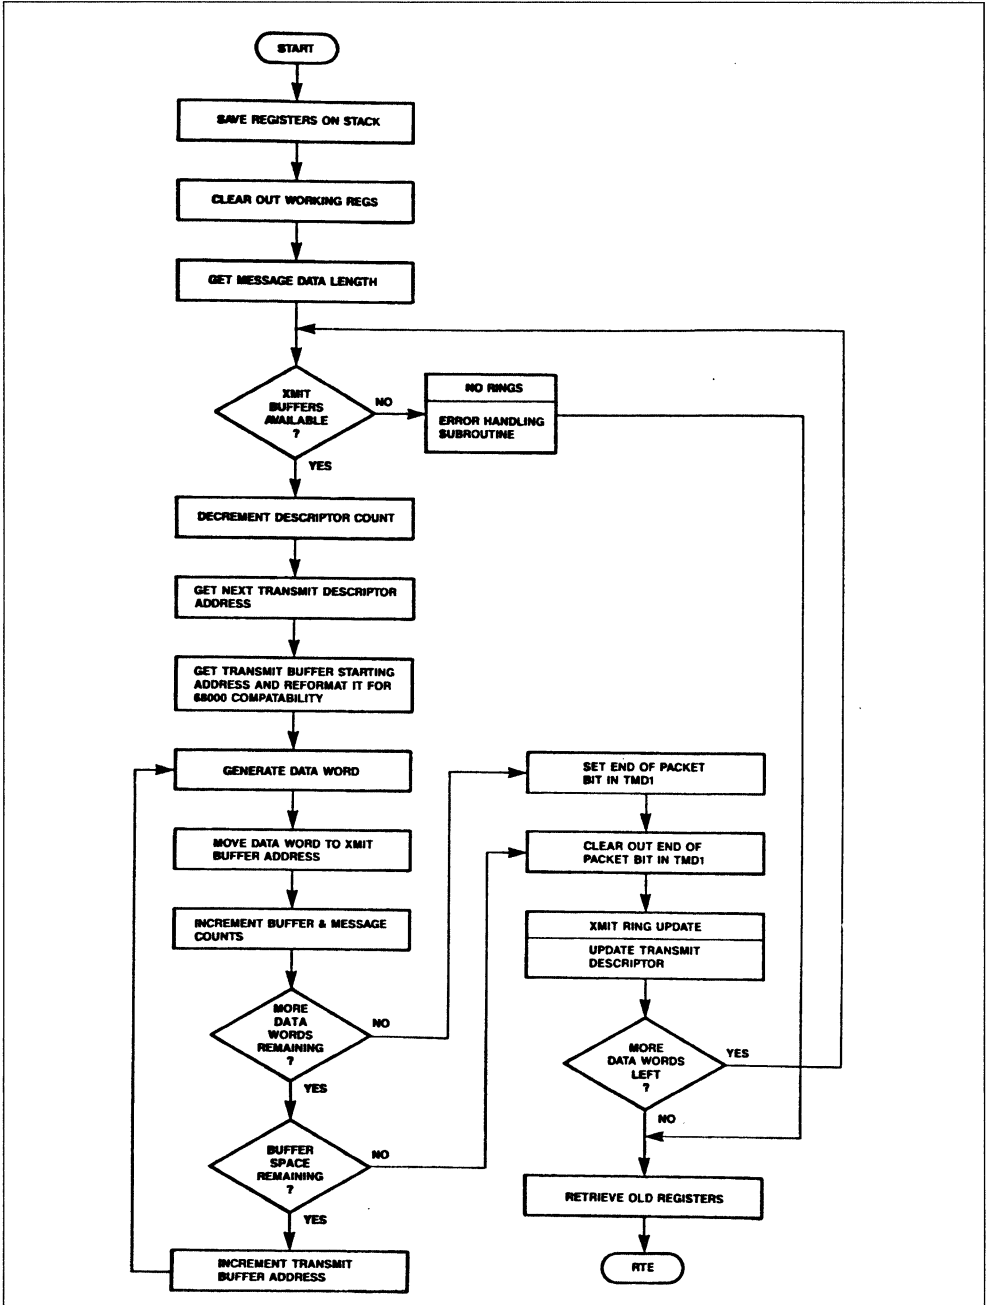 START
SAVE REGISTERS ON STACK
CLEAR OUT WORKING REGS
GET MESSAGE DATA LENGTH
XMIT
BUFFERS
AVAILABLE
?
NO
YES
NO RINGS
ERROR HANDLING
SUBROUTINE
DECREMENT DESCRIPTOR COUNT
GET NEXT TRANSMIT DESCRIPTOR
ADDRESS
GET TRANSMIT BUFFER STARTING
ADDRESS AND REFORMAT IT FOR
68000 COMPATABILITY
GENERATE DATA WORD
MOVE DATA WORD TO XMIT
BUFFER ADDRESS
INCREMENT BUFFER & MESSAGE
COUNTS
MORE
DATA
WORDS
REMAINING
?
NO
YES
BUFFER
SPACE
REMAINING
?
NO
YES
INCREMENT TRANSMIT
BUFFER ADDRESS
SET END OF PACKET
BIT IN TMD1
CLEAR OUT END OF
PACKET BIT IN TMD1
XMIT RING UPDATE
UPDATE TRANSMIT
DESCRIPTOR
MORE
DATA WORDS
LEFT
?
YES
NO
RETRIEVE OLD REGISTERS
RTE